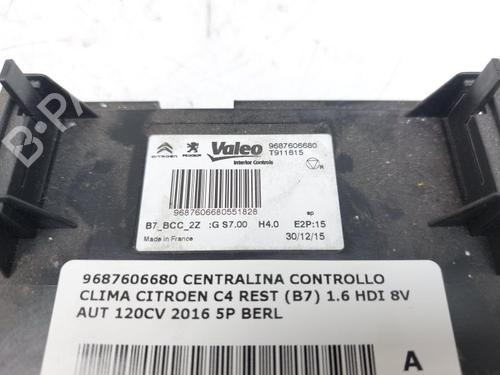 CITROËN PEUGEOT Valeo 9687606680
Interior Controls T911615
9687606680551828
B7_BCC_2Z :G S7.00 H4.0 E2P:15
Made in France 30/12/15
9687606680 CENTRALINA CONTROLLO
CLIMA CITROEN C4 REST (B7) 1.6 HDI 8V
AUT 120CV 2016 5P BERL
A
B-PARTS